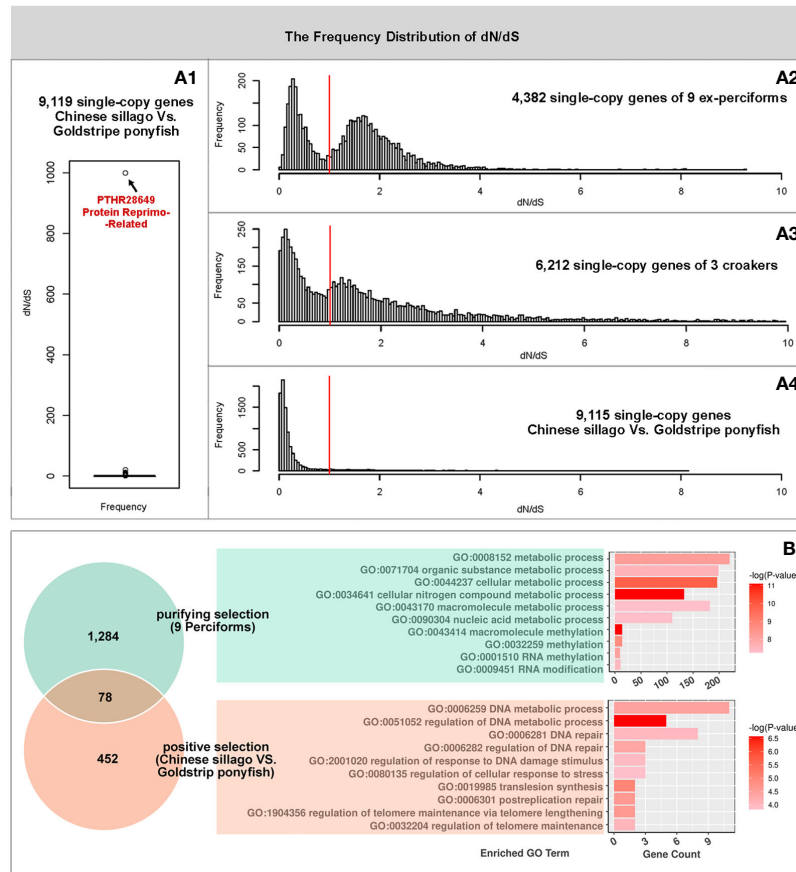 The Frequency Distribution of dN/dS
A1
9,119 single-copy genes
Chinese sillago Vs.
Goldstripe ponyfish
1000
800
600
400
200
0
dN/dS
PTHR28649
Protein Reprimo-
-Related
Frequency
A2
4,382 single-copy genes of 9 ex-perciforms
Frequency
200
150
100
50
0
0 2 4 6 8 10
dN/dS
A3
6,212 single-copy genes of 3 croakers
Frequency
250
150
50
0
0 2 4 6 8 10
dN/dS
A4
9,115 single-copy genes
Chinese sillago Vs. Goldstripe ponyfish
Frequency
1500
500
0
0 2 4 6 8 10
dN/dS
B
1,284
purifying selection
(9 Perciforms)
78
452
positive selection
(Chinese sillago VS.
Goldstrip ponyfish)
GO:0008152 metabolic process
GO:0071704 organic substance metabolic process
GO:0044237 cellular metabolic process
GO:0034641 cellular nitrogen compound metabolic process
GO:0043170 macromolecule metabolic process
GO:0090304 nucleic acid metabolic process
GO:0043414 macromolecule methylation
GO:0032259 methylation
GO:0001510 RNA methylation
GO:0009451 RNA modification
0 50 100 150 200
-log(P-value
11
10
9
8
GO:0006259 DNA metabolic process
GO:0051052 regulation of DNA metabolic process
GO:0006281 DNA repair
GO:0006282 regulation of DNA repair
GO:2001020 regulation of response to DNA damage stimulus
GO:0080135 regulation of cellular response to stress
GO:0019985 translesion synthesis
GO:0006301 postreplication repair
GO:1904356 regulation of telomere maintenance via telomere lengthening
GO:0032204 regulation of telomere maintenance
0 3 6 9
-log(P-value
6.5
6.0
5.5
5.0
4.5
4.0
Enriched GO Term
Gene Count